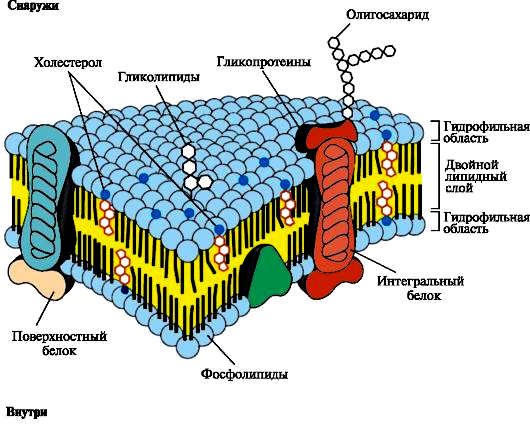 Снаружи
Олигосахарид
Холестерол
Гликолипиды
Гликопротеины
Гидрофильная
область
Двойной
липидный
слой
Гидрофильная
область
Интегральный
белок
Поверхностный
белок
Фосфолипиды
Внутри